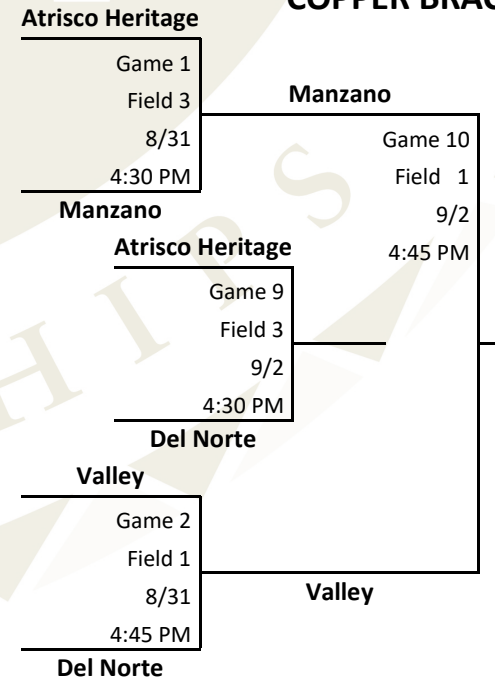 COPPER
Atrisco Heritage
Game 1
Field 3
8/31
4:30 PM
Manzano
Manzano
Game 10
Field 1
9/2
4:45 PM
Atrisco Heritage
Game 9
Field 3
9/2
4:30 PM
Del Norte
Valley
Game 2
Field 1
8/31
4:45 PM
Del Norte
Valley
HIPS